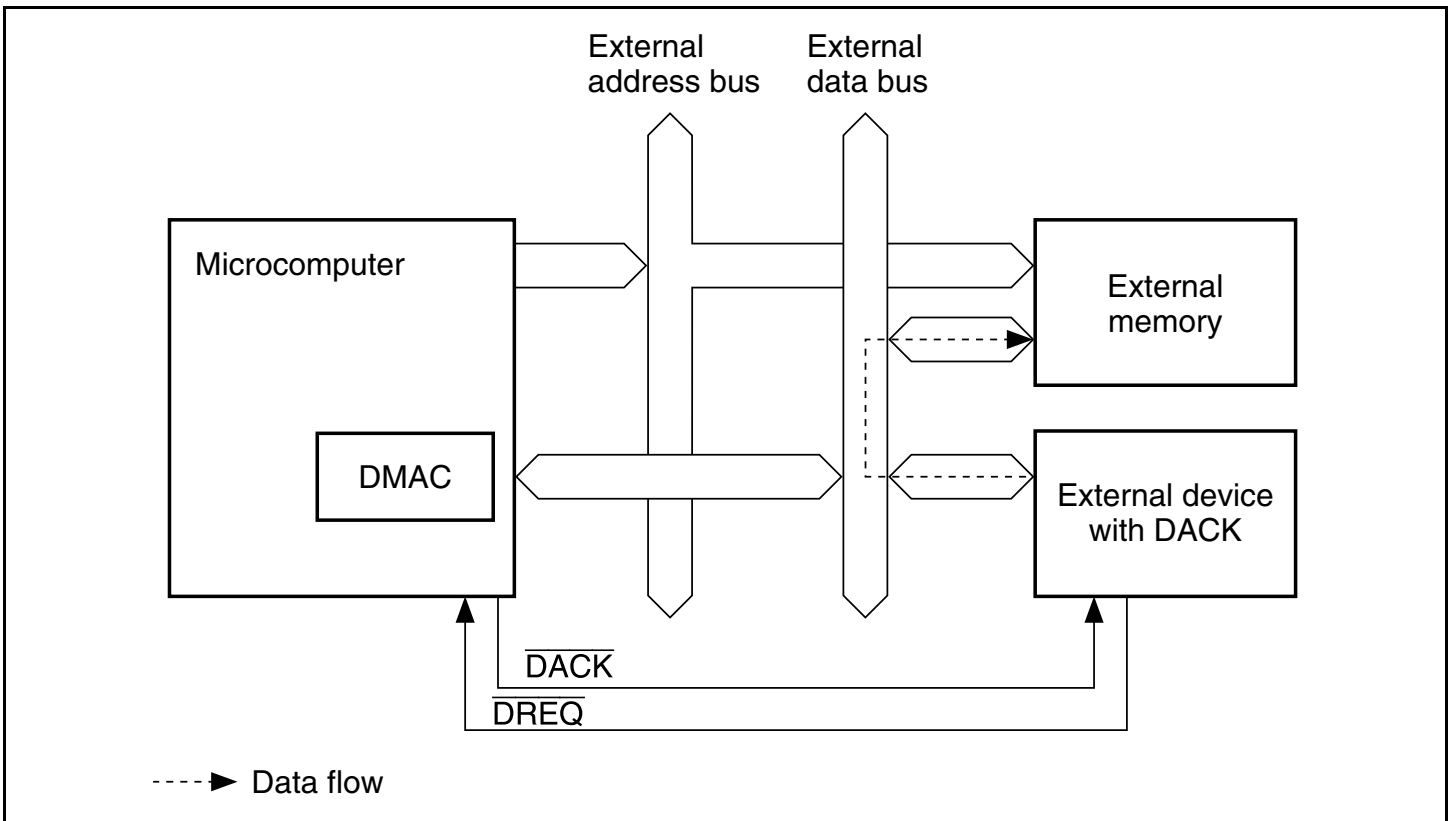 External
address bus
External
data bus
Microcomputer
External
memory
DMAC
External device
with DACK
DACK
DREQ
Data flow